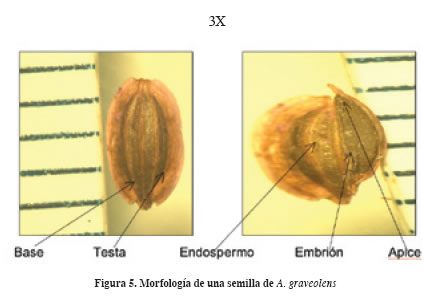 3X
Base Testa Endospermo Embrión Apice
Figura 5. Morfología de una semilla de A. graveolens